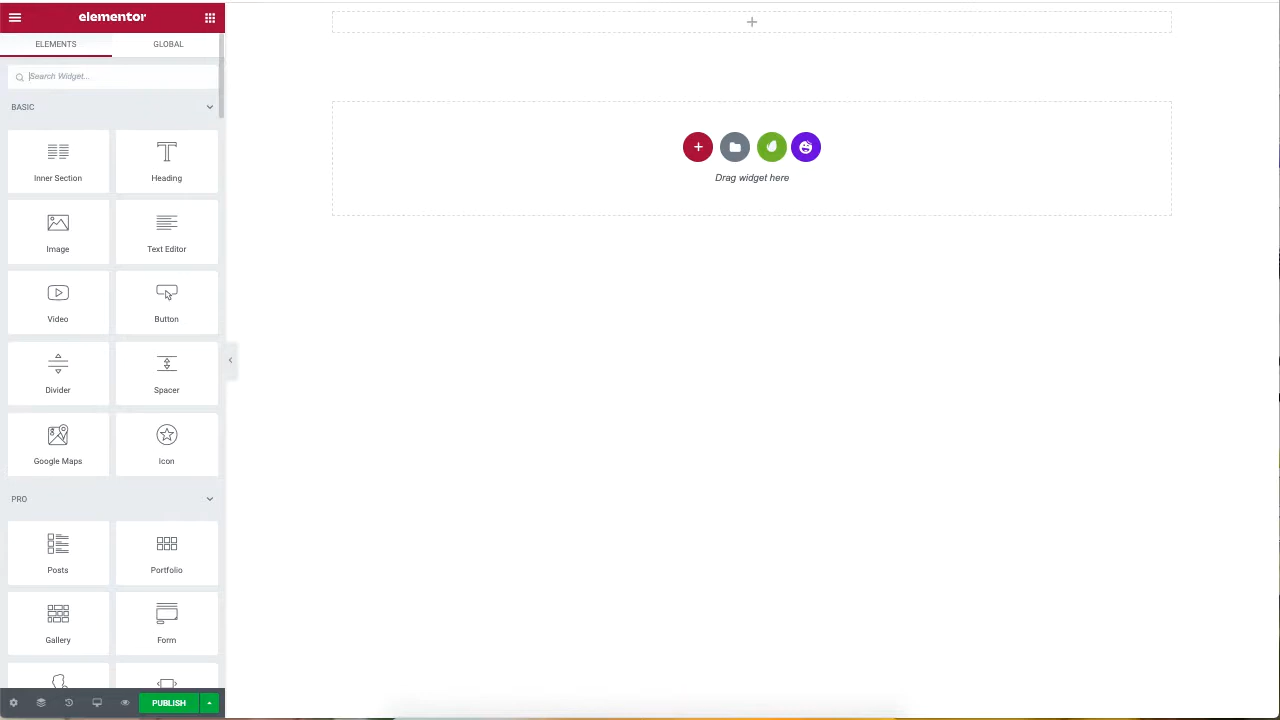 elementor
ELEMENTS GLOBAL
Search Widget...
BASIC
Inner Section Heading
Image Text Editor
Video Button
Divider Spacer
Google Maps Icon
PRO
Posts Portfolio
Gallery Form
PUBLISH
Drag widget here